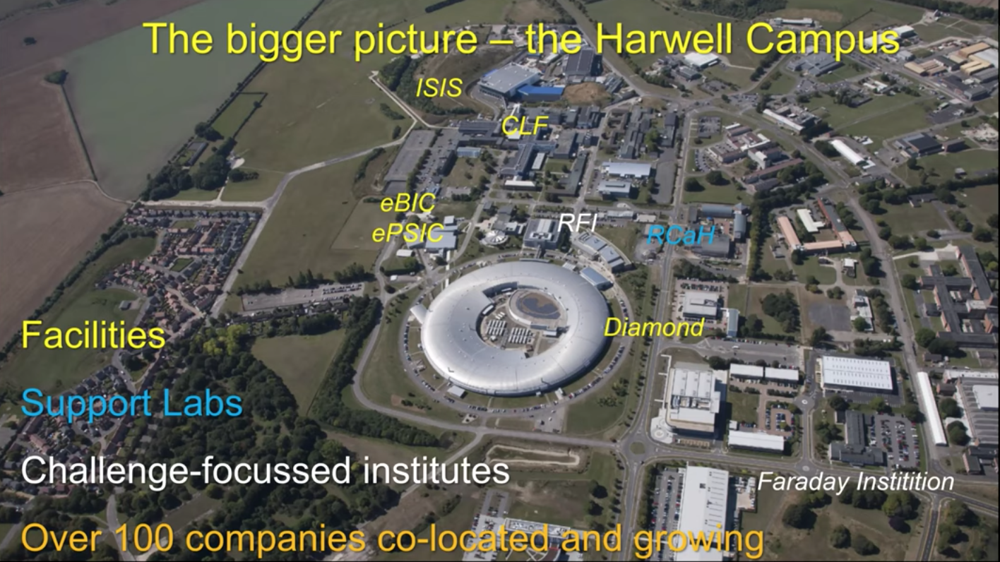 The bigger picture – the Harwell Campus
ISIS
CLF
eBIC
ePSIC
RFI
RCaH
Diamond
Facilities
Support Labs
Challenge-focussed institutes
Faraday Institition
Over 100 companies co-located and growing